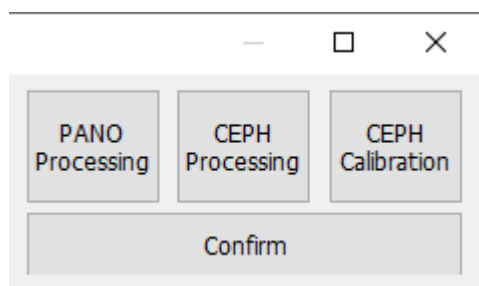 PANO
Processing
CEPH
Processing
CEPH
Calibration
Confirm